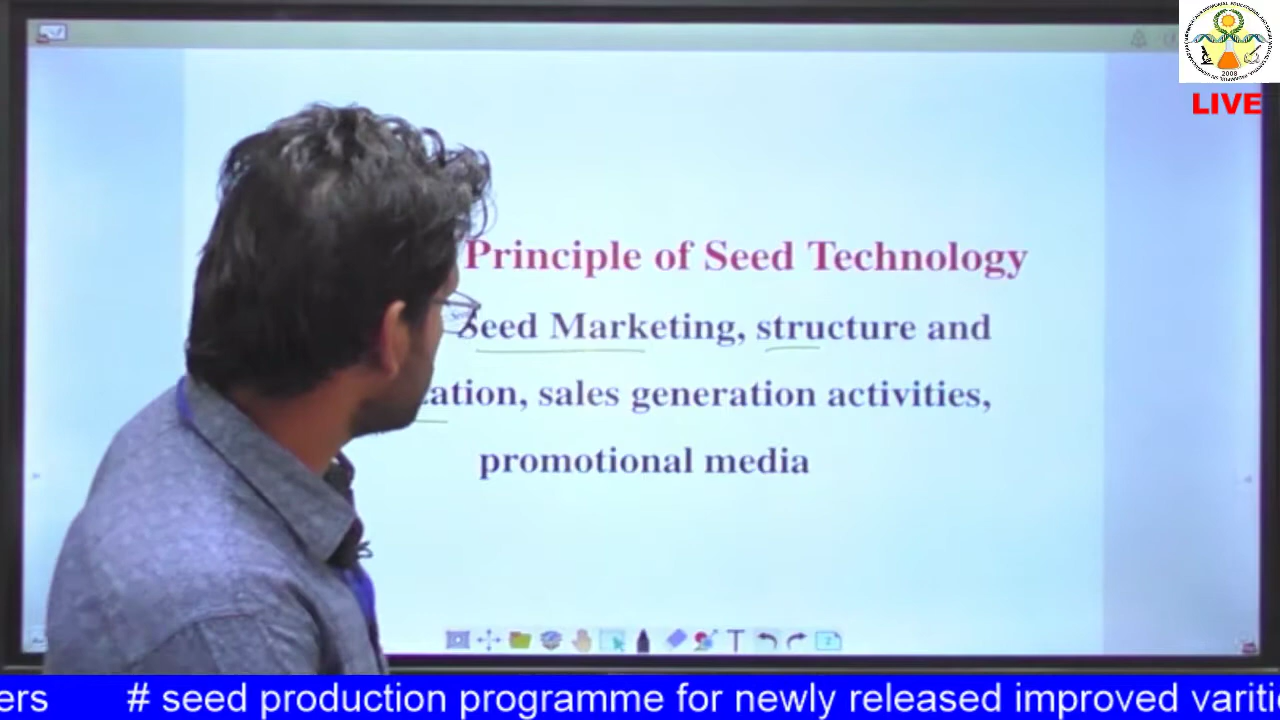 2008
LIVE
Principle of Seed Technology
Seed Marketing, structure and
ation, sales generation activities,
promotional media
T
ers # seed production programme for newly released improved variti